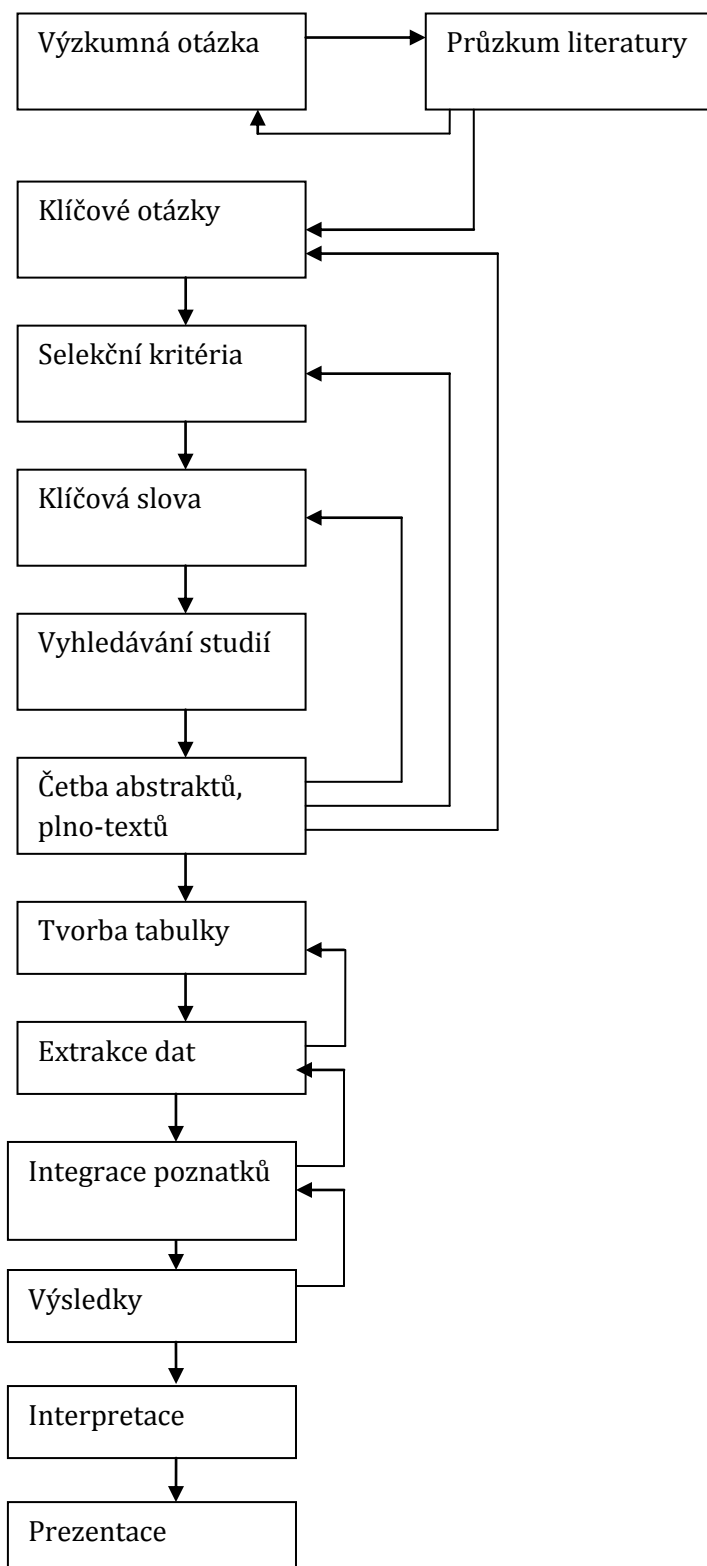 Výzkumná otázka
Průzkum literatury
Klíčové otázky
Selekční kritéria
Klíčová slova
Vyhledávání studií
Četba abstraktů,
plno-textů
Tvorba tabulky
Extrakce dat
Integrace poznatků
Výsledky
Interpretace
Prezentace